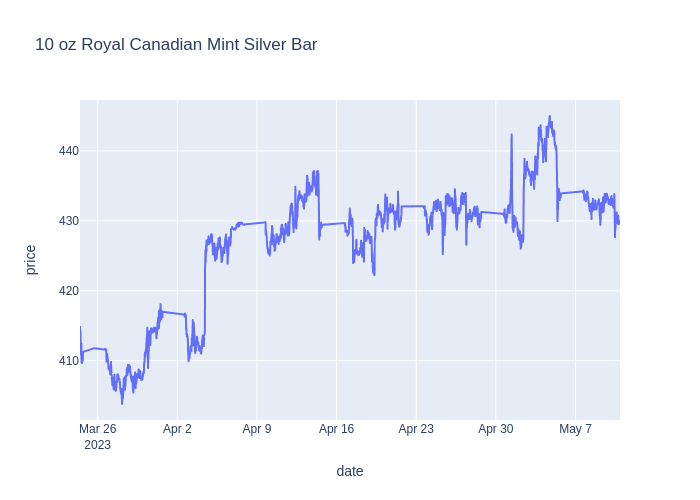 10 oz Royal Canadian Mint Silver Bar
440
430
420
410
price
Mar 26 Apr 2 Apr 9 Apr 16 Apr 23 Apr 30 May 7
2023
date